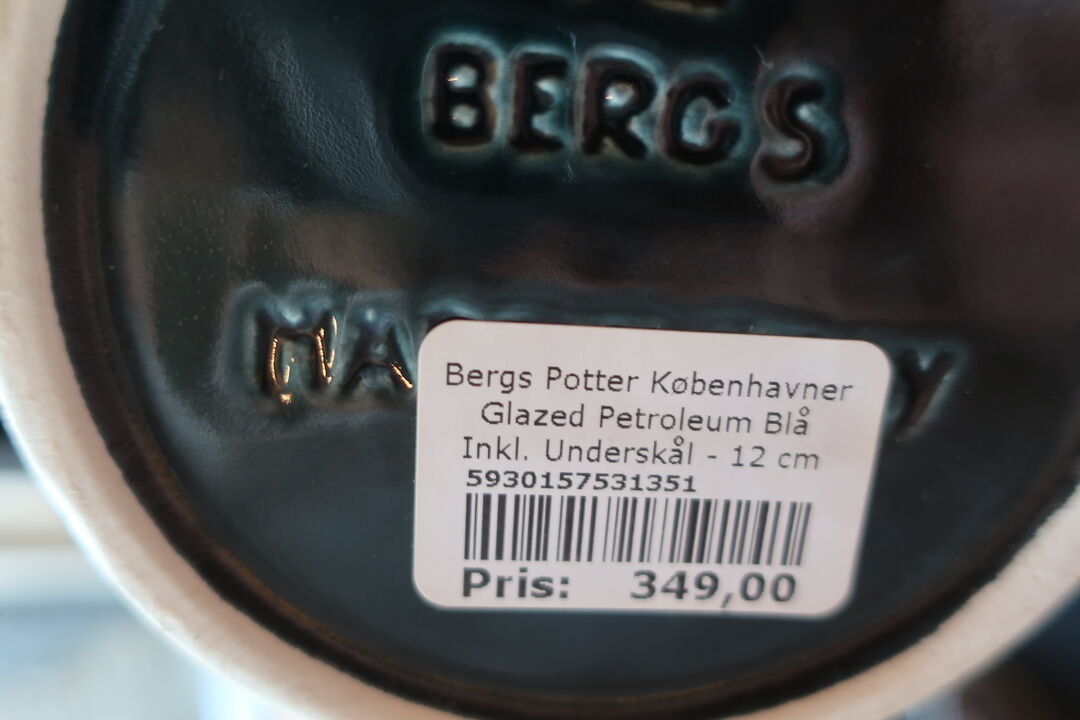 BERGS
Bergs Potter Københavner
Glazed Petroleum Blå
Inkl. Underskål - 12 cm
5930157531351
Pris: 349,00